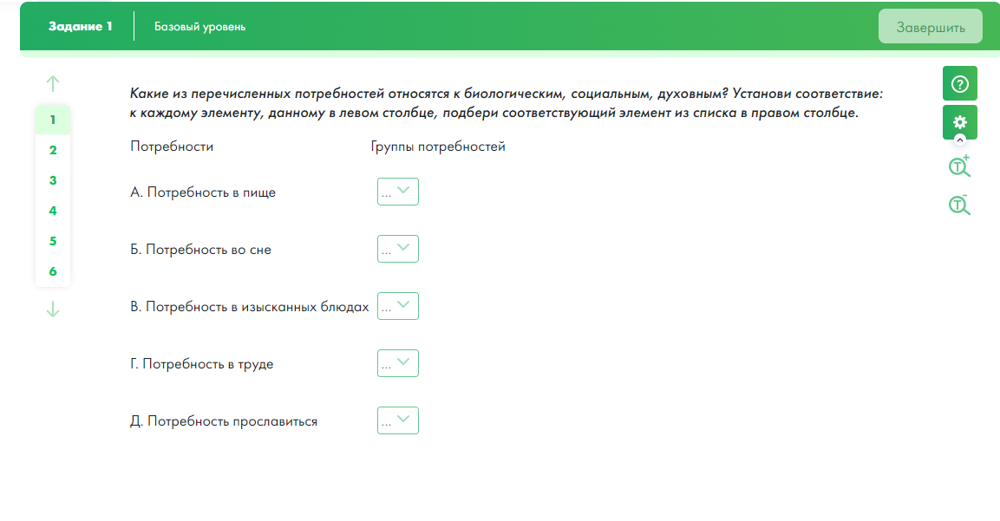 Задание 1
Базовый уровень
Завершить
Какие из перечисленных потребностей относятся к биологическим, социальным, духовным? Установи соответствие:
к каждому элементу, данному в левом столбце, подбери соответствующий элемент из списка в правом столбце.
1
2
3
4
5
6
Потребности Группы потребностей
А. Потребность в пище ...
Б. Потребность во сне ...
В. Потребность в изысканных блюдах ...
Г. Потребность в труде ...
Д. Потребность прославиться ...
?
T+
T-